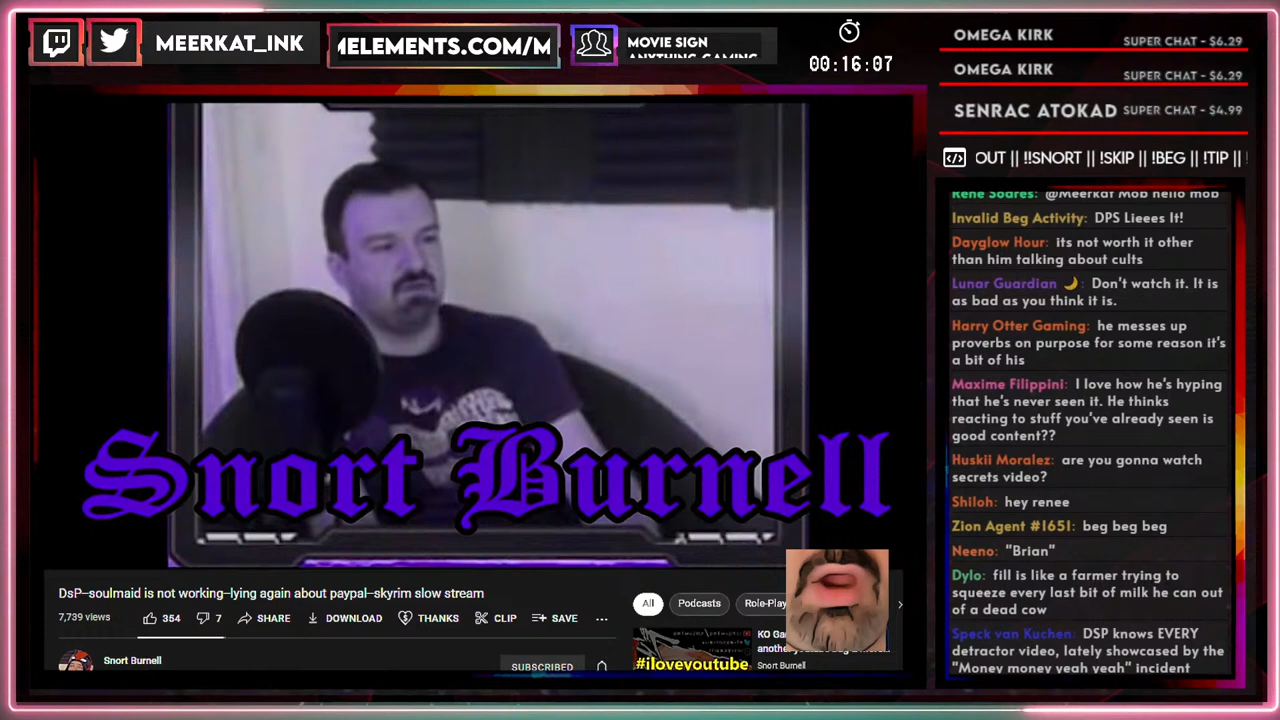 MEERKAT_INK
MELEMENTS.COM/M
MOVIE SIGN
ANYTHING GAMING
00:16:07
OMEGA KIRK SUPER CHAT - $6.29
OMEGA KIRK SUPER CHAT - $6.29
SENRAC ATOKAD SUPER CHAT - $4.99
OUT || !!SNORT || !SKIP || !BEG || !TIP ||
Rene Soares: @Meerkat Mob hello mob
Invalid Beg Activity: DPS Lieees It!
Dayglow Hour: its not worth it other
than him talking about cults
Lunar Guardian 🌙: Don't watch it. It is
as bad as you think it is.
Harry Otter Gaming: he messes up
proverbs on purpose for some reason it's
a bit of his
Maxime Filippini: I love how he's hyping
that he's never seen it. He thinks
reacting to stuff you've already seen is
good content??
Huskii Moralez: are you gonna watch
secrets video?
Shiloh: hey renee
Zion Agent #1651: beg beg beg
Neeno: "Brian"
Dylo: fill is like a farmer trying to
squeeze every last bit of milk he can out
of a dead cow
Speck van Kuchen: DSP knows EVERY
detractor video, lately showcased by the
"Money money yeah yeah" incident
Snort Burnell
DsP--soulmaid is not working--lying again about paypal--skyrim slow stream
7,739 views 354 7 SHARE DOWNLOAD THANKS CLIP SAVE ...
Snort Burnell
SUBSCRIBED
All Podcasts Role-Play
#iloveyoutube
KO Ga
Snort Burnell